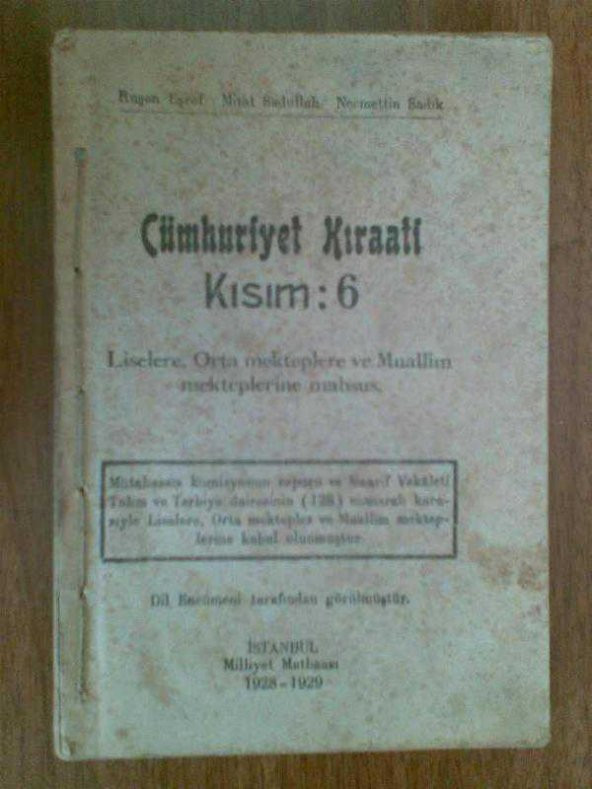 Ruşen Eşref Mitat Sadullah Necmettin Sadık
Cümhuriyet Kıraati
Kısım: 6
Liselere, Orta mekteplere ve Muallim
mekteplerine mahsus.
Mütahassıs komisyonun raporu ve Maarif Vekâleti
Talim ve Terbiye dairesinin (128) numaralı kara-
riyle Liselere, Orta mektepler ve Muallim mektep-
lerine kabul olunmuştur.
Dil Encümeni tarafından görülmüştür.
İSTANBUL
Milliyet Matbaası
1928-1929